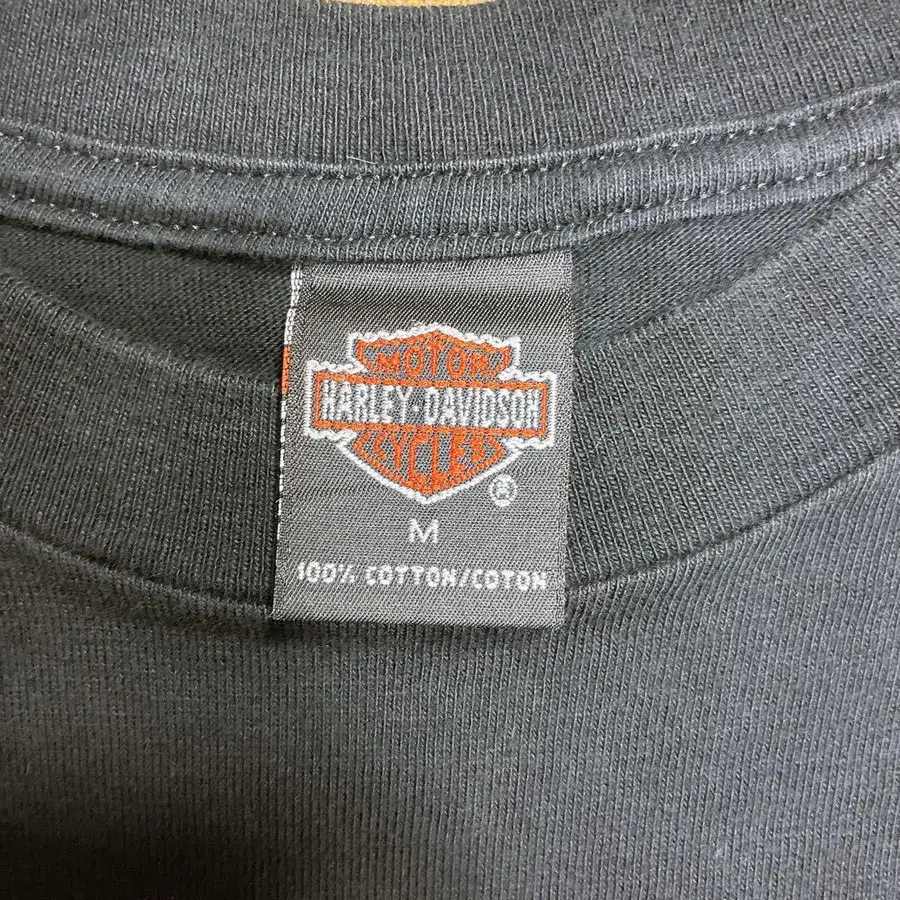 MOTOR
HARLEY-DAVIDSON
CYCLES
®
M
100% COTTON/COTON